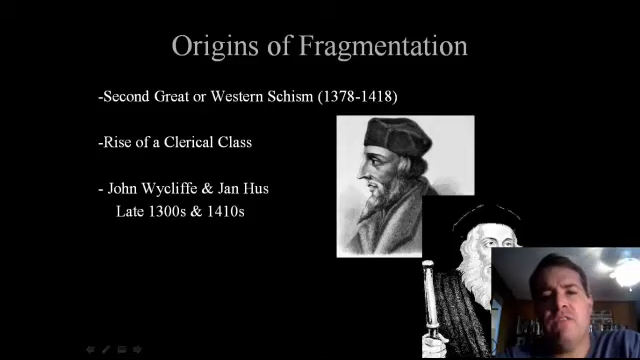 Origins of Fragmentation
-Second Great or Western Schism (1378-1418)
-Rise of a Clerical Class
- John Wycliffe & Jan Hus
Late 1300s & 1410s